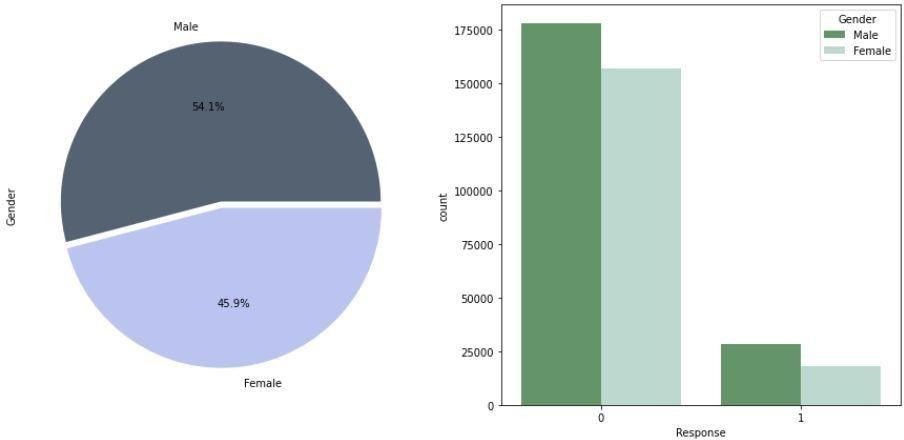 Male
54.1%
Gender
45.9%
Female
Gender
Male
Female
175000
150000
125000
100000
75000
50000
25000
0
count
0
1
Response